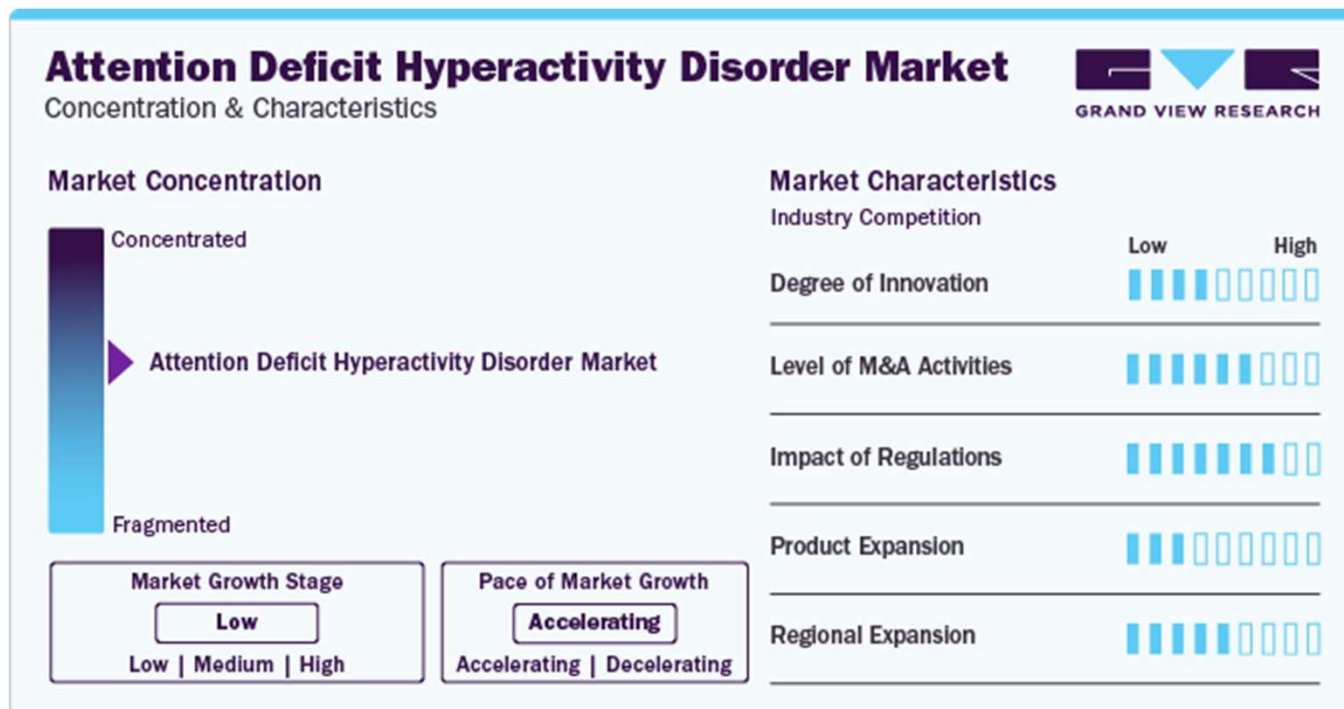 Attention Deficit Hyperactivity Disorder Market
Concentration & Characteristics
GRAND VIEW RESEARCH
Market Concentration
Concentrated
Attention Deficit Hyperactivity Disorder Market
Fragmented
Market Growth Stage
Low
Low | Medium | High
Pace of Market Growth
Accelerating
Accelerating | Decelerating
Market Characteristics
Industry Competition
Low High
Degree of Innovation
Level of M&A Activities
Impact of Regulations
Product Expansion
Regional Expansion